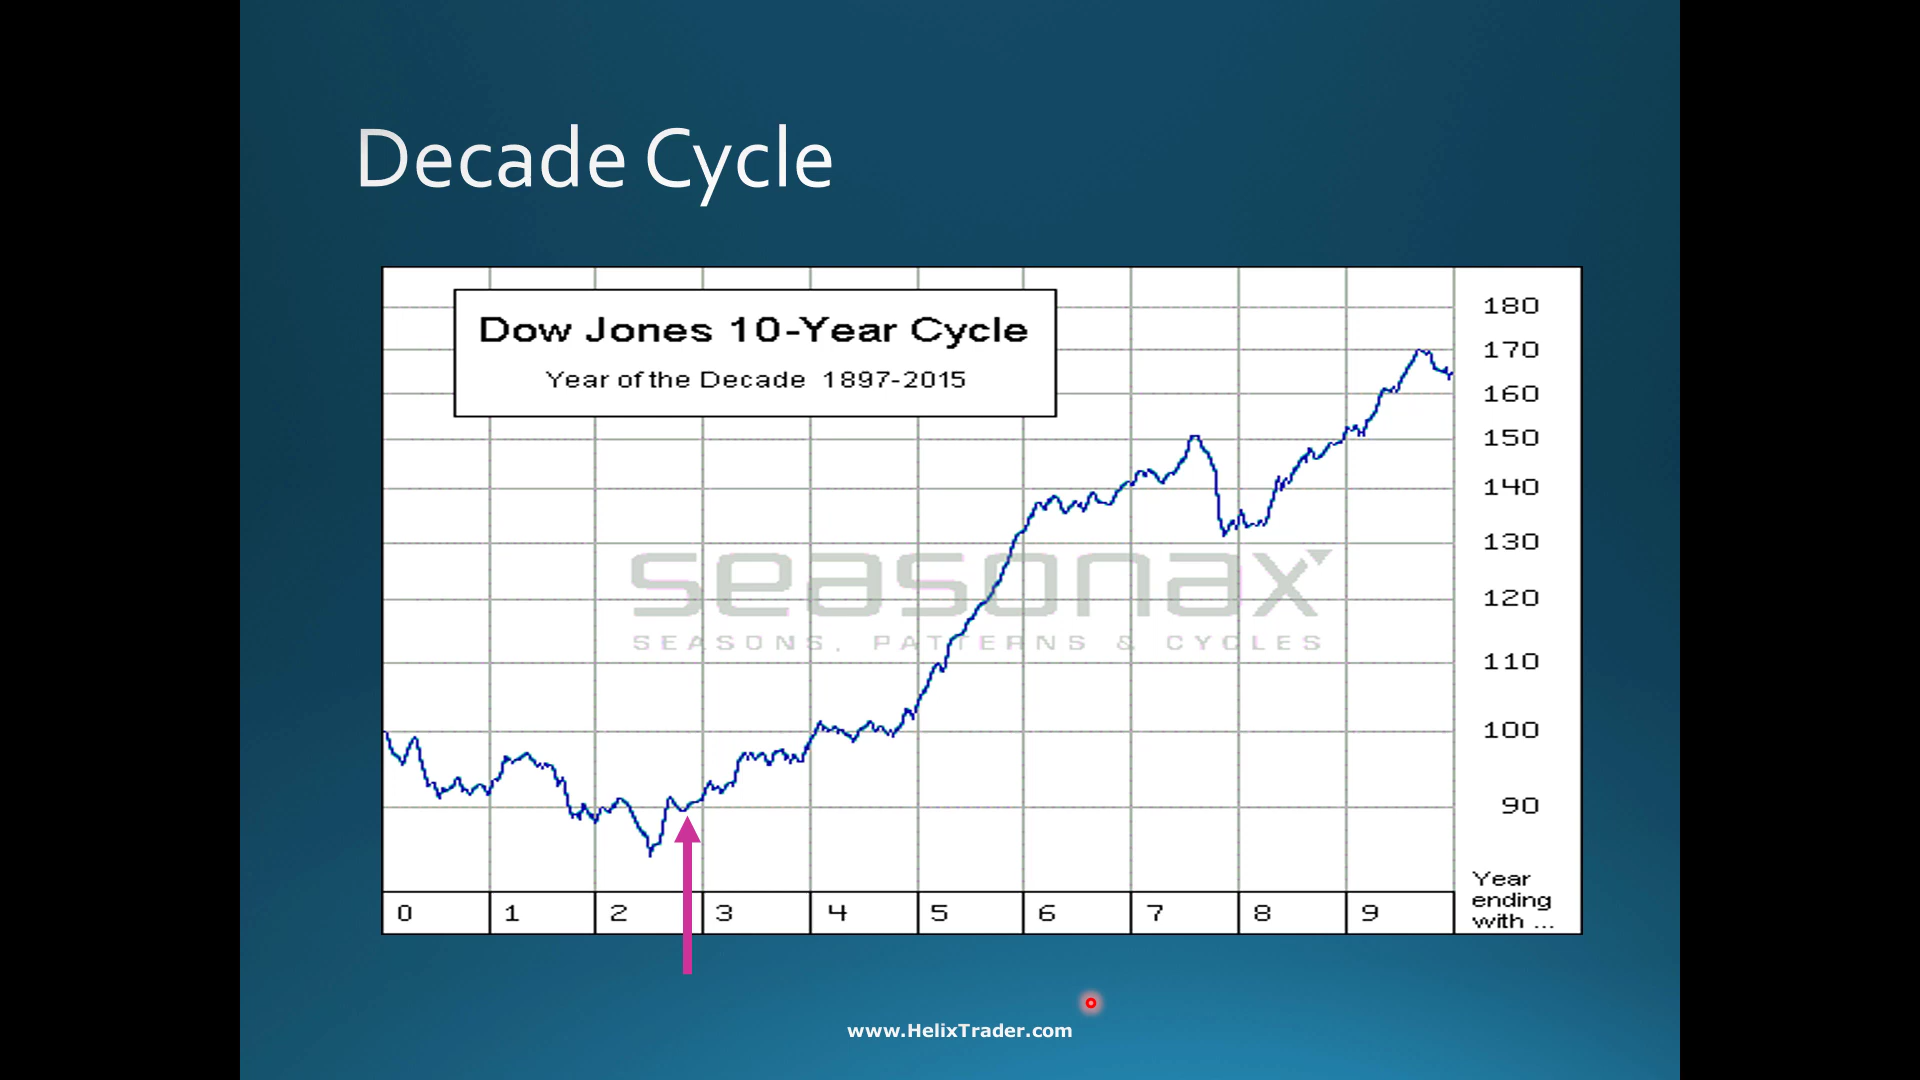 Decade Cycle
Dow Jones 10-Year Cycle
Year of the Decade 1897-2015
180
170
160
150
140
130
120
110
100
90
seasonax
SEASONS, PATTERNS & CYCLES
0 1 2 3 4 5 6 7 8 9
Year
ending
with ...
www.HelixTrader.com